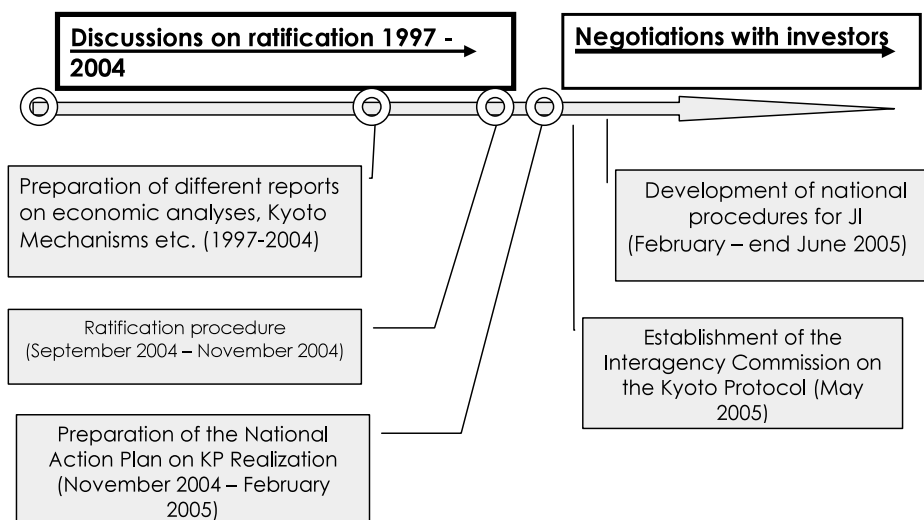 Discussions on ratification 1997 -
2004
Negotiations with investors
Preparation of different reports
on economic analyses, Kyoto
Mechanisms etc. (1997-2004)
Development of national
procedures for JI
(February – end June 2005)
Ratification procedure
(September 2004 – November 2004)
Establishment of the
Interagency Commission on
the Kyoto Protocol (May
2005)
Preparation of the National
Action Plan on KP Realization
(November 2004 – February
2005)